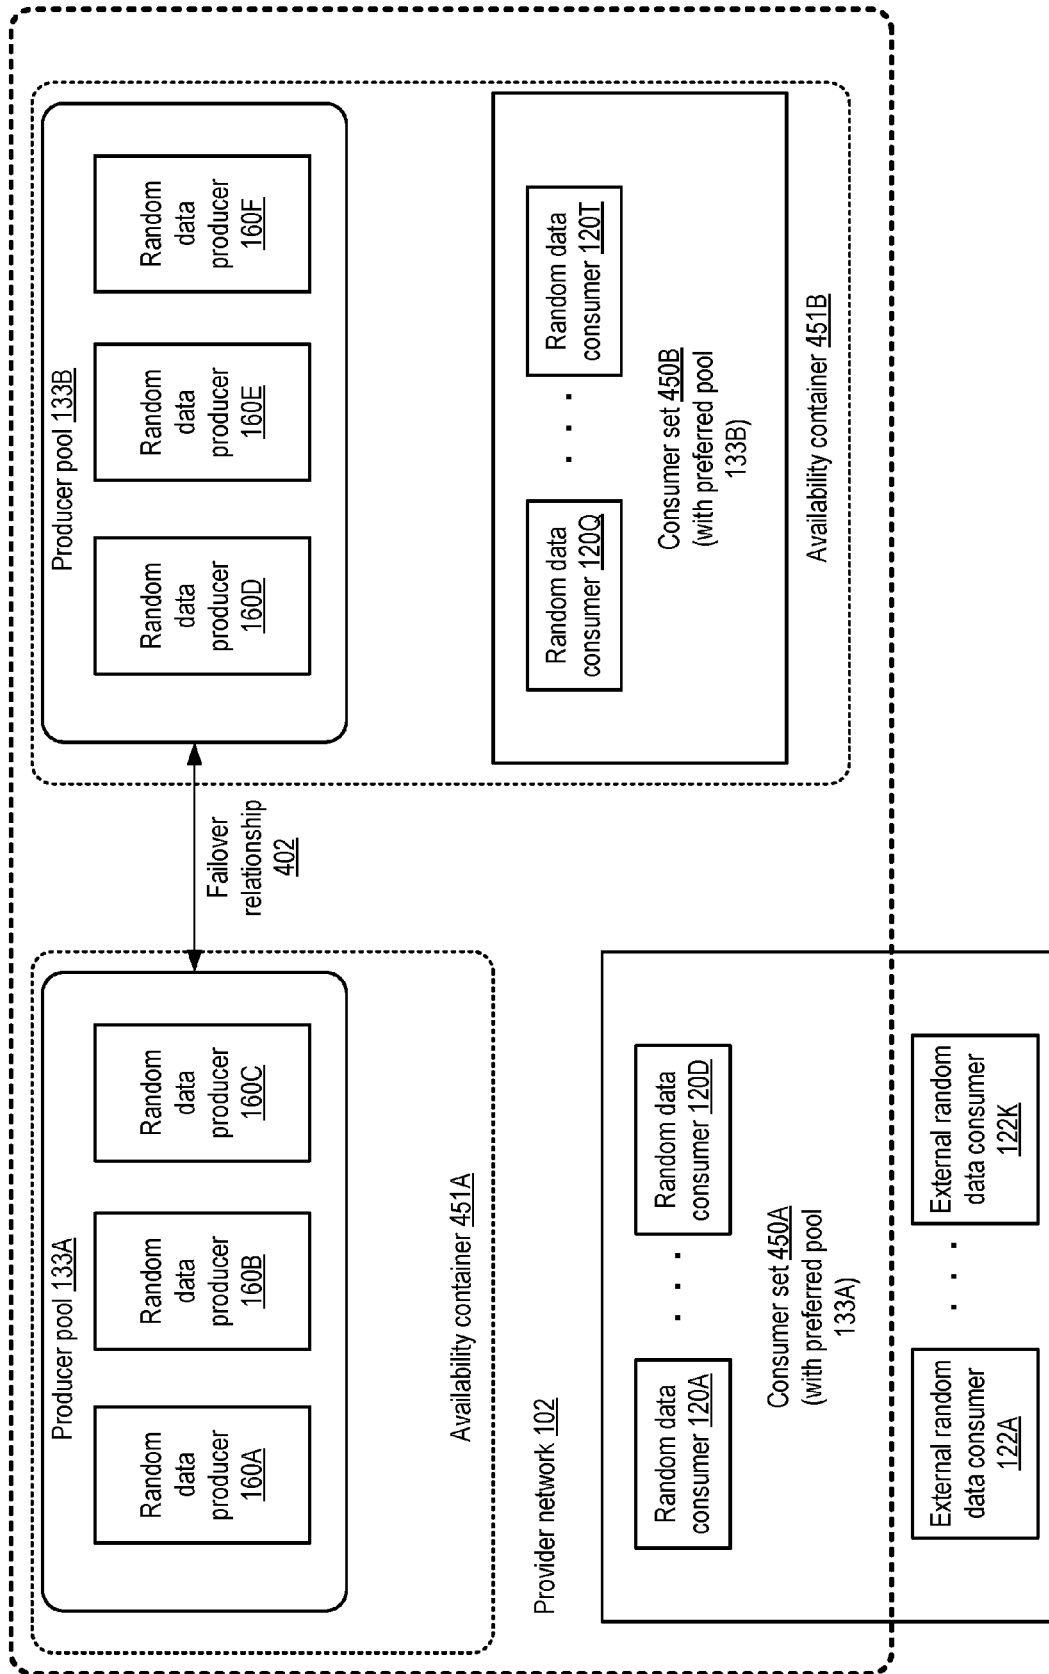 Producer pool 133A
Random
data
producer
160A
Random
data
producer
160B
Random
data
producer
160C
Availability container 451A
Failover
relationship
402
Producer pool 133B
Random
data
producer
160D
Random
data
producer
160E
Random
data
producer
160F
Random data
consumer 120Q
. . .
Random data
consumer 120T
Consumer set 450B
(with preferred pool
133B)
Availability container 451B
Provider network 102
Random data
consumer 120A
. . .
Random data
consumer 120D
Consumer set 450A
(with preferred pool
133A)
External random
data consumer
122A
. . .
External random
data consumer
122K